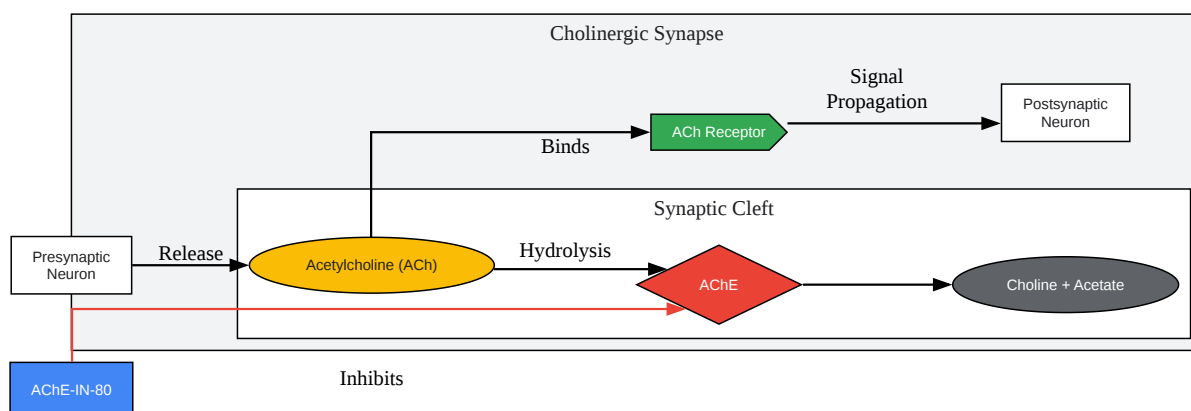 Cholinergic Synapse
Signal
Propagation
Postsynaptic
Neuron
ACh Receptor
Binds
Synaptic Cleft
Presynaptic
Neuron
Release
Acetylcholine (ACh)
Hydrolysis
AChE
Choline + Acetate
AChE-IN-80
Inhibits